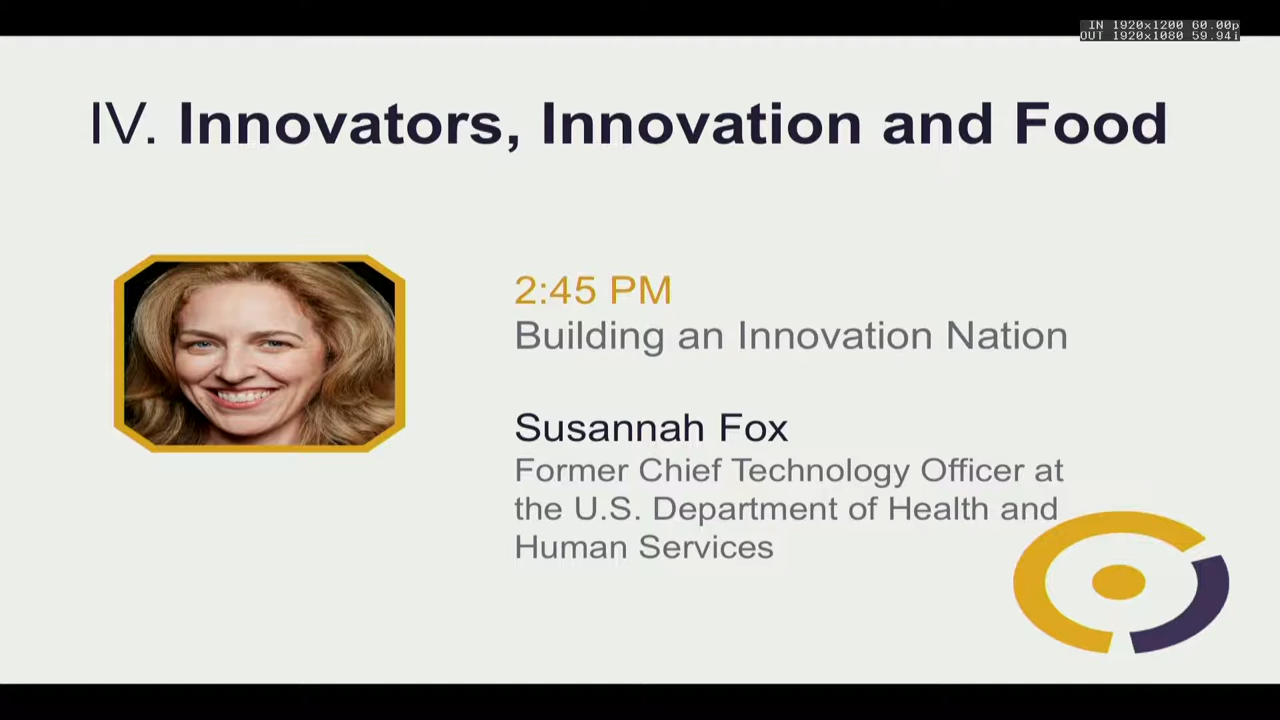 IN 1920x1200 60.00p
OUT 1920x1080 59.94i
IV. Innovators, Innovation and Food
2:45 PM
Building an Innovation Nation
Susannah Fox
Former Chief Technology Officer at
the U.S. Department of Health and
Human Services